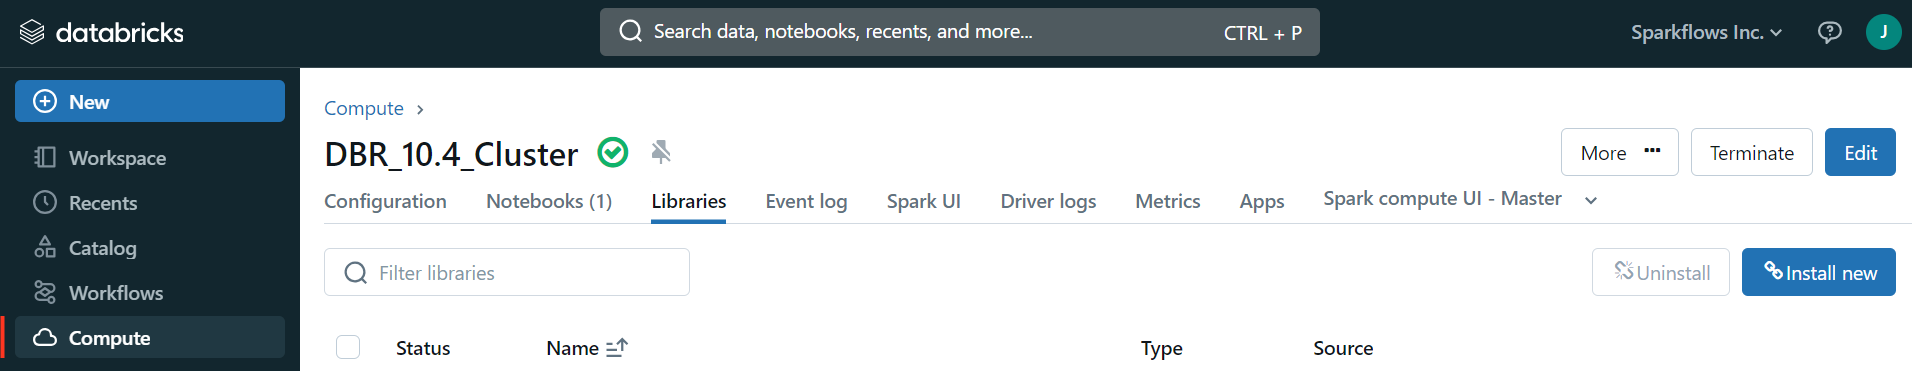 databricks
Search data, notebooks, recents, and more... CTRL + P
Sparkflows Inc.
J
New
Workspace
Recents
Catalog
Workflows
Compute
Compute
DBR_10.4_Cluster
More ... Terminate Edit
Configuration Notebooks (1) Libraries Event log Spark UI Driver logs Metrics Apps Spark compute UI - Master
Filter libraries
Uninstall Install new
Status Name Type Source